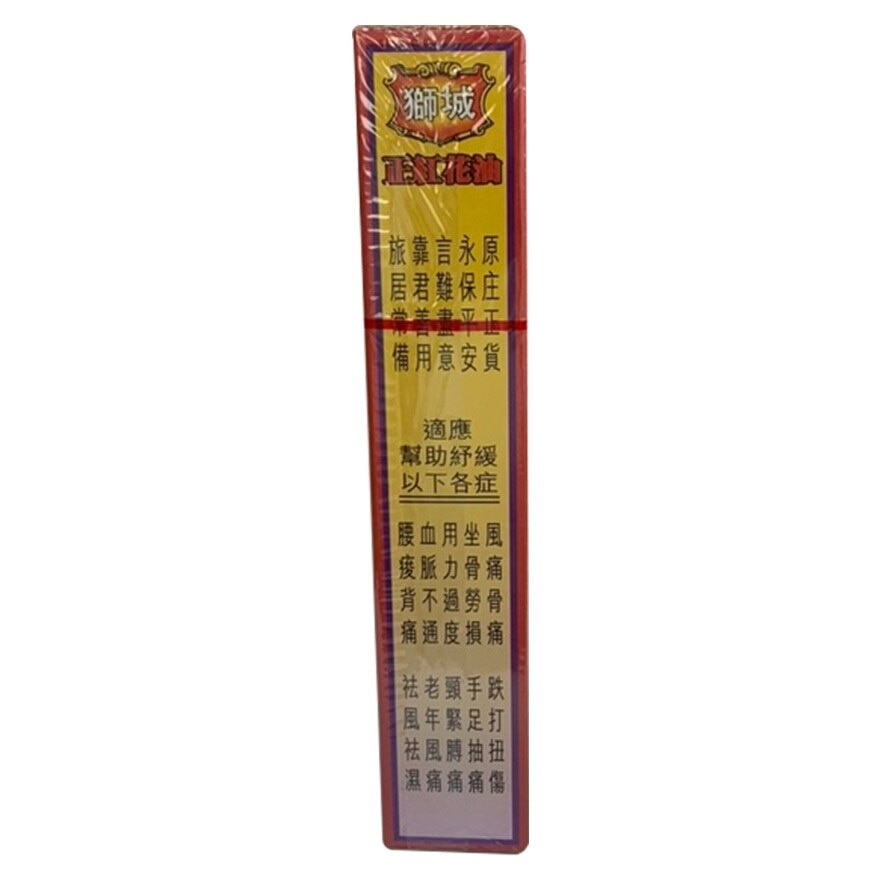 獅城
正紅花油
原庄正貨
永保平安
言難盡意
靠君善用
旅居常備
適應
幫助紓緩
以下各症
風痛骨痛
坐骨勞損
用力過度
血脈不通
腰痠背痛
跌打扭傷
手足抽痛
頸緊膊痛
老年風痛
祛風祛濕